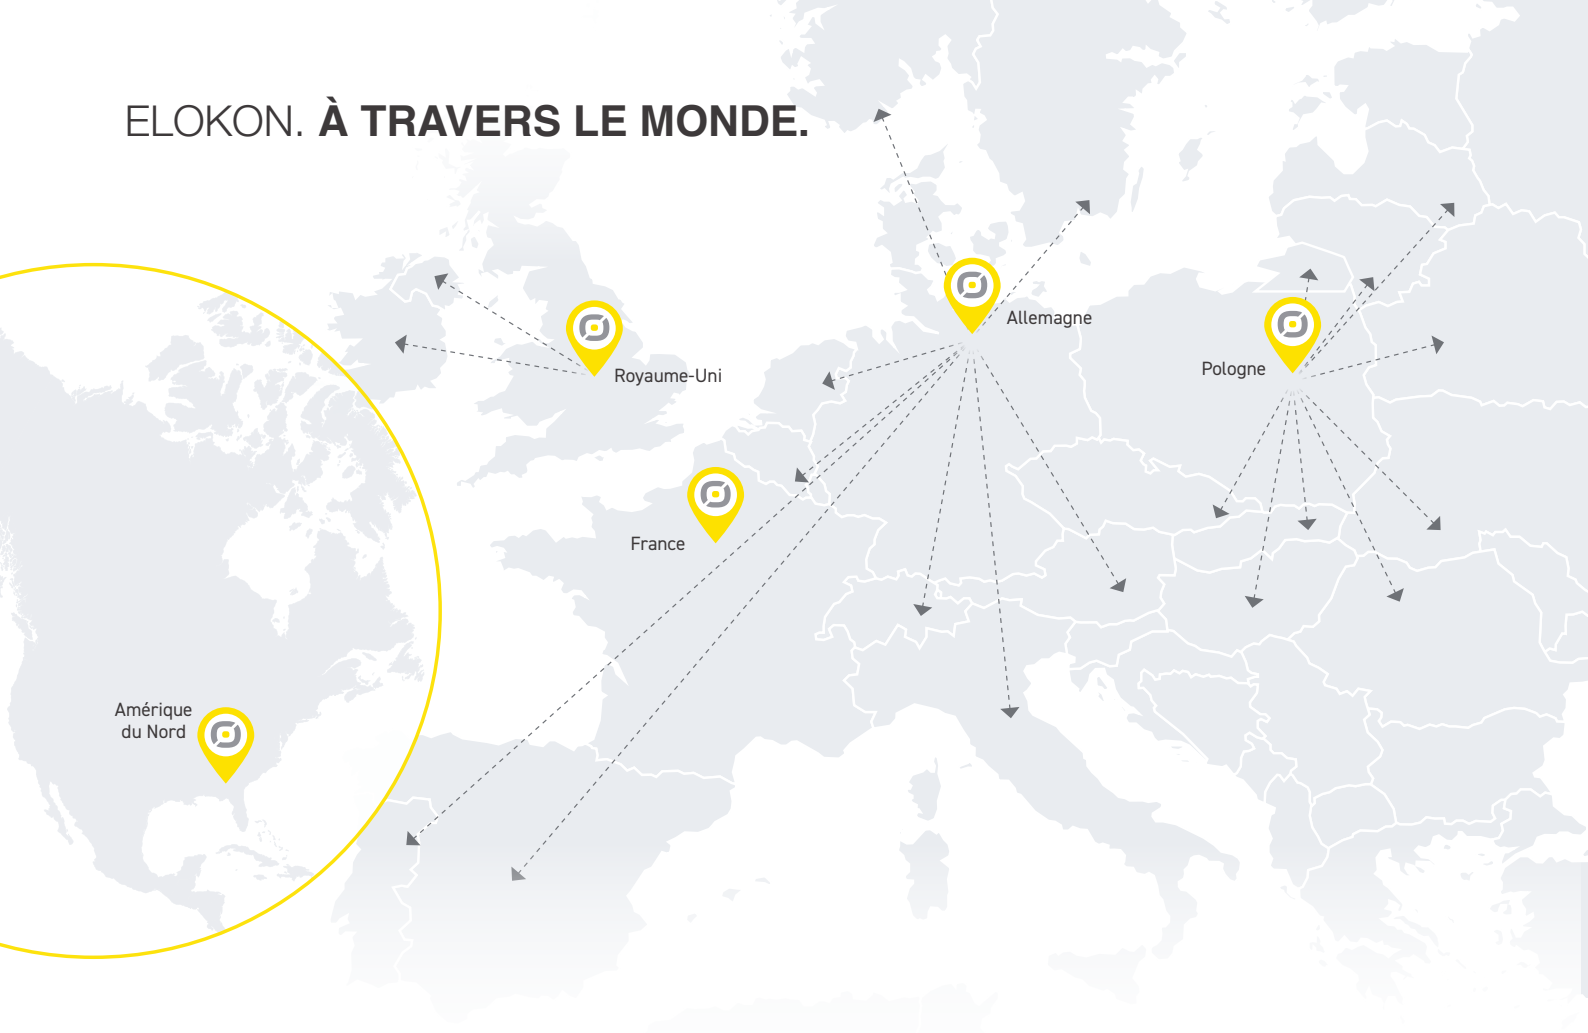 ELOKON. À TRAVERS LE MONDE.
Allemagne
Pologne
Royaume-Uni
France
Amérique
du Nord